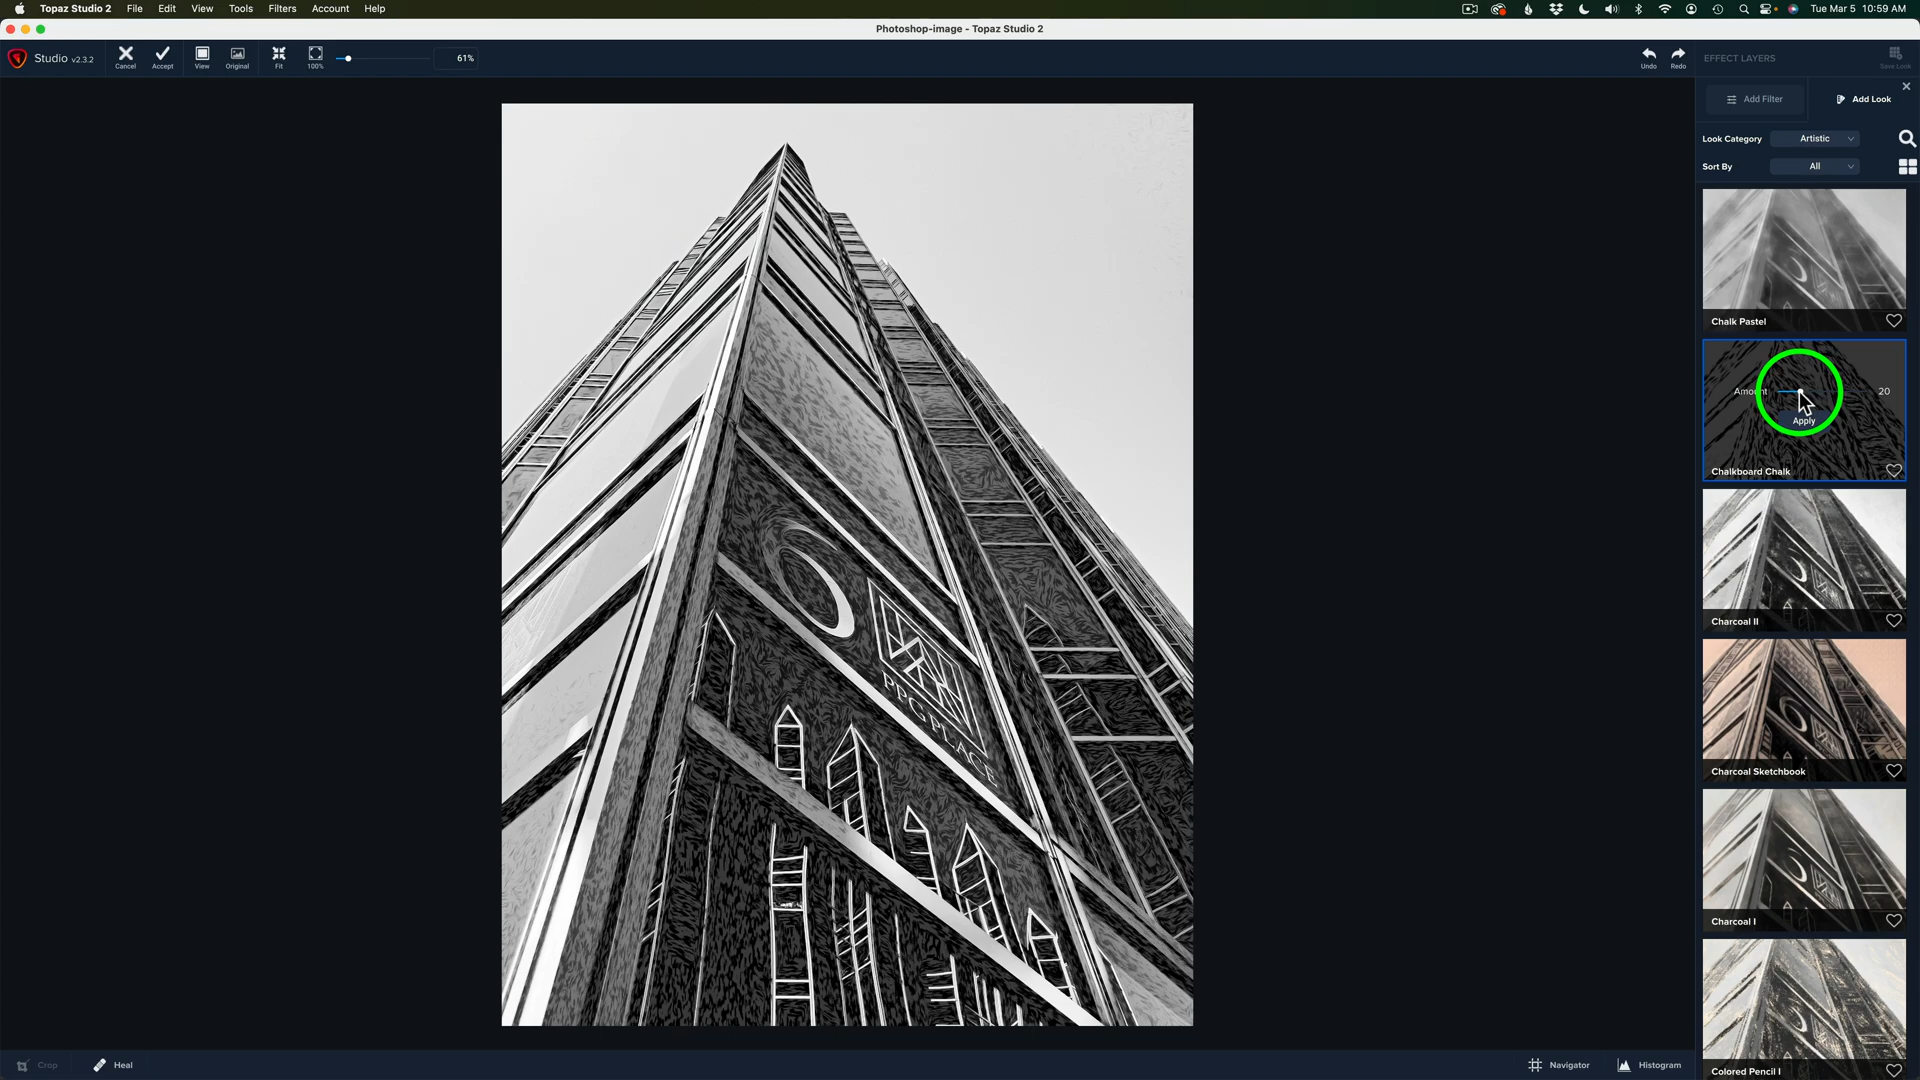 Topaz Studio 2 File Edit View Tools Filters Account Help
Tue Mar 5 10:59 AM
Photoshop-image - Topaz Studio 2
Studio v2.3.2
Cancel
Accept
View
Original
Fit
100%
61%
Undo
Redo
EFFECT LAYERS
Save Look
Add Filter
Add Look
Look Category
Artistic
Sort By
All
Chalk Pastel
Amount
20
Apply
Chalkboard Chalk
Charcoal II
Charcoal Sketchbook
Charcoal I
Colored Pencil I
PPG PLACE
Crop
Heal
Navigator
Histogram